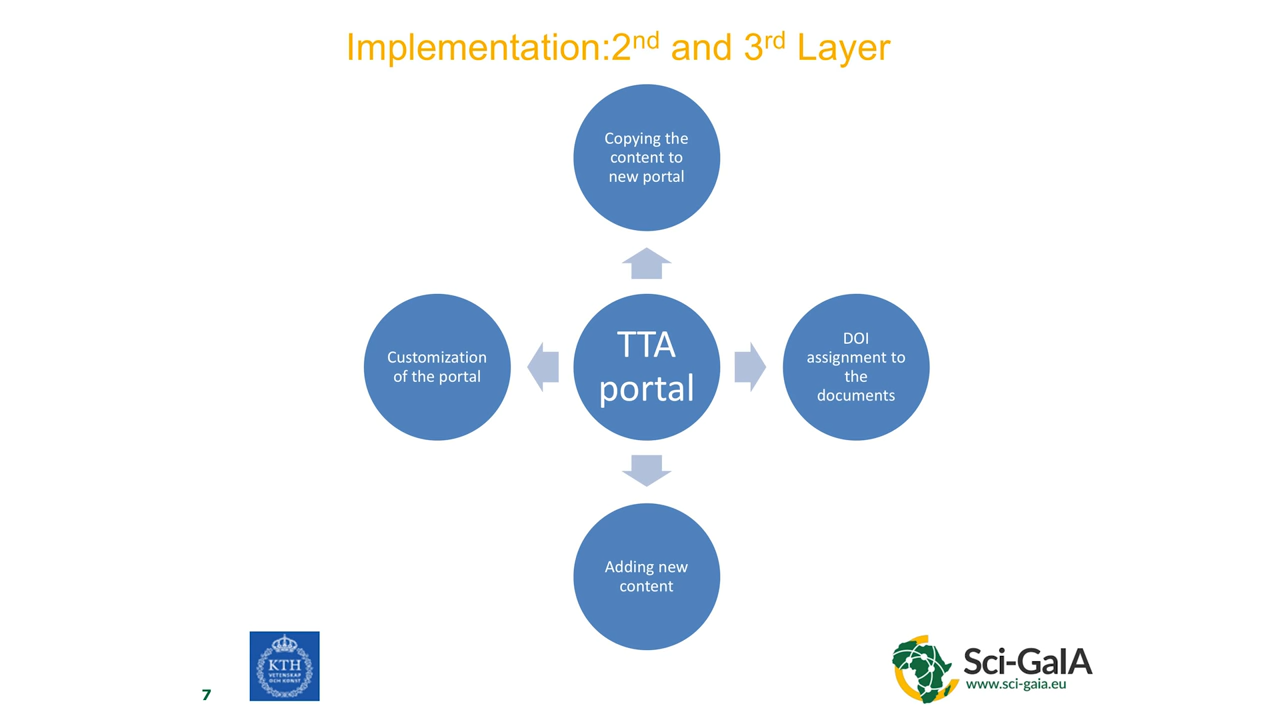 Implementation:2nd and 3rd Layer
Copying the
content to
new portal
Customization
of the portal
TTA
portal
DOI
assignment to
the
documents
Adding new
content
7
KTH
VETENSKAP
OCH KONST
Sci-GaIA
www.sci-gaia.eu